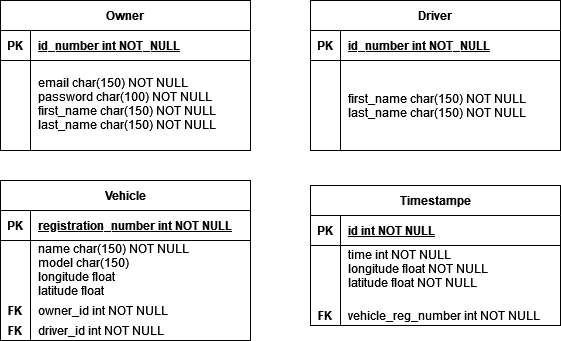 Owner
PK id_number int NOT_NULL
email char(150) NOT NULL
password char(100) NOT NULL
first_name char(150) NOT NULL
last_name char(150) NOT NULL
Driver
PK id_number int NOT_NULL
first_name char(150) NOT NULL
last_name char(150) NOT NULL
Vehicle
PK registration_number int NOT NULL
name char(150) NOT NULL
model char(150)
longitude float
latitude float
FK owner_id int NOT NULL
FK driver_id int NOT NULL
Timestampe
PK id int NOT NULL
time int NOT NULL
longitude float NOT NULL
latitude float NOT NULL
FK vehicle_reg_number int NOT NULL